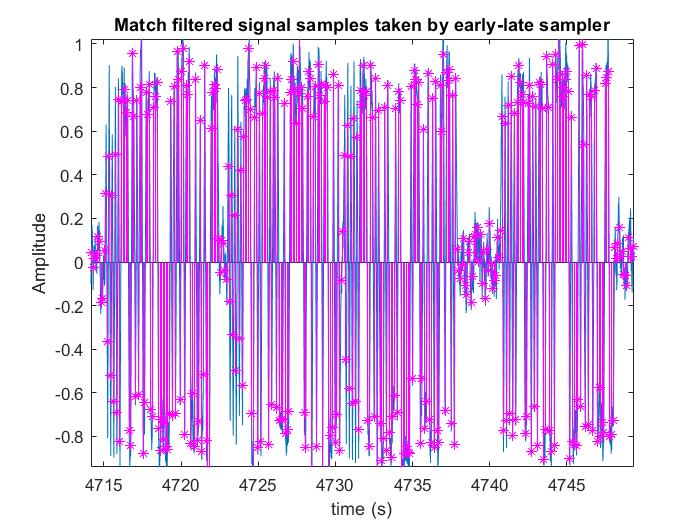 Match filtered signal samples taken by early-late sampler
1
0.8
0.6
0.4
0.2
0
-0.2
-0.4
-0.6
-0.8
Amplitude
4715 4720 4725 4730 4735 4740 4745
time (s)